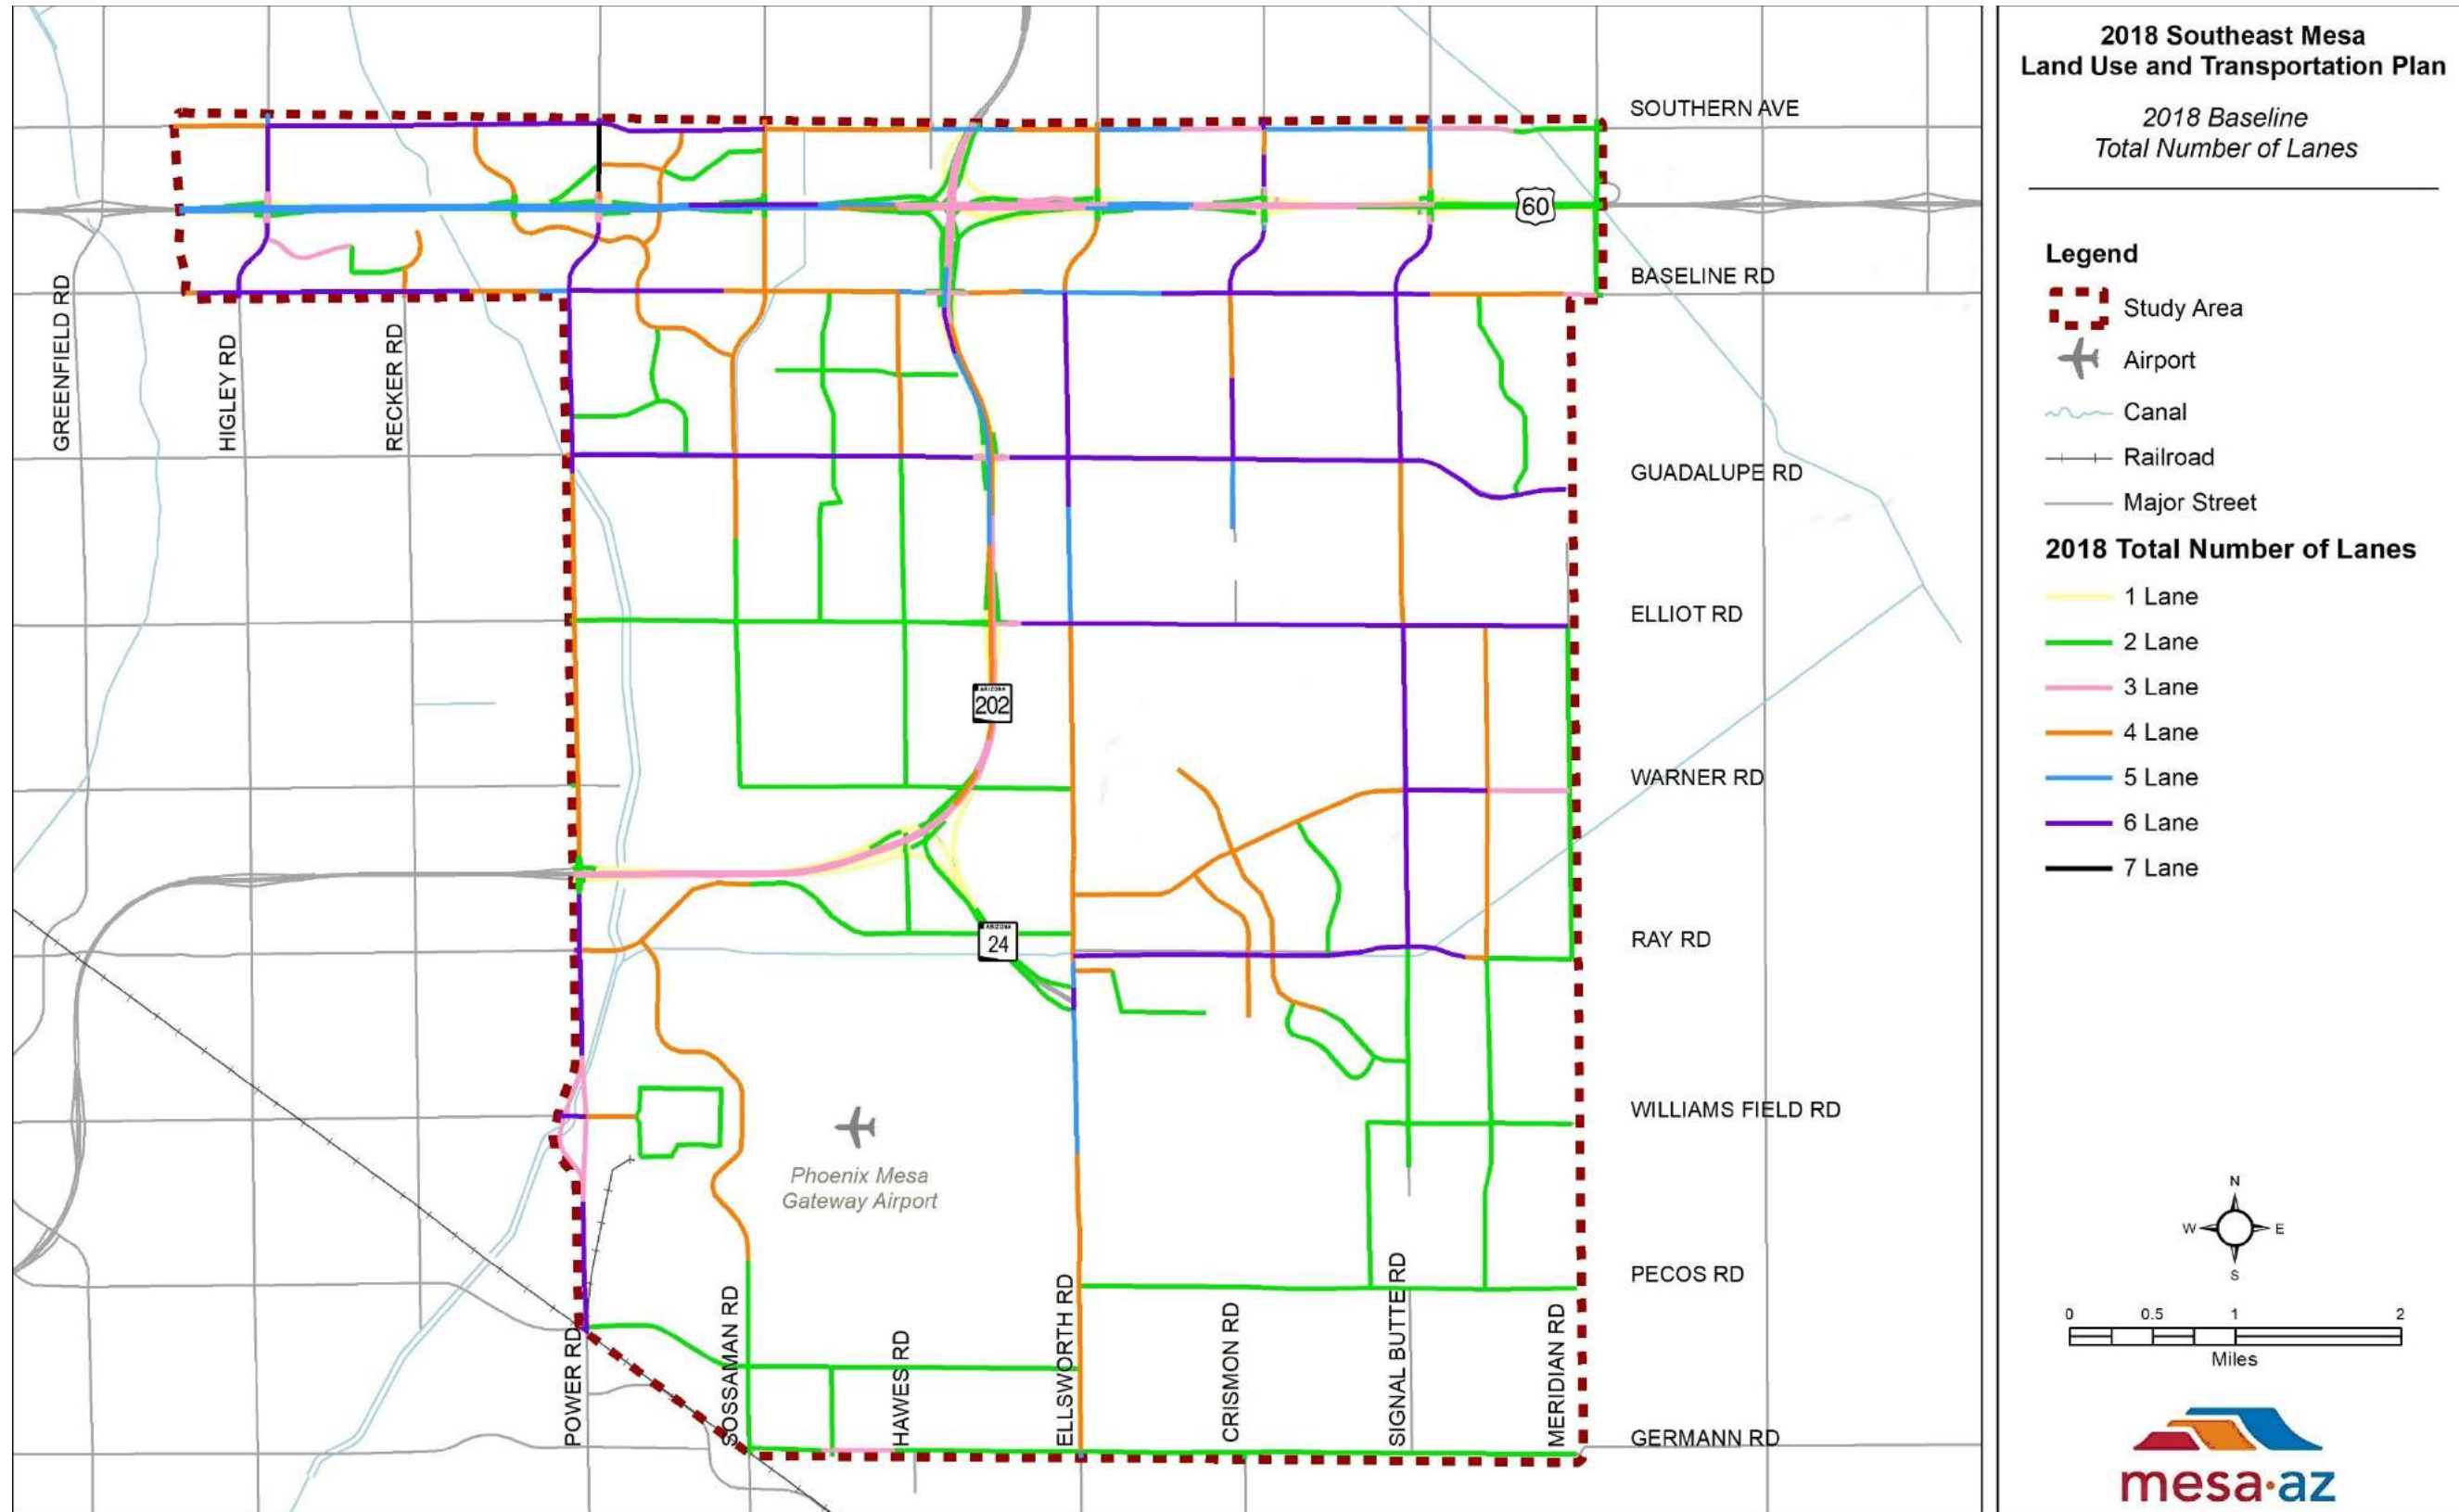 2018 Southeast Mesa
Land Use and Transportation Plan
2018 Baseline
Total Number of Lanes
Legend
Study Area
Airport
Canal
Railroad
Major Street
2018 Total Number of Lanes
1 Lane
2 Lane
3 Lane
4 Lane
5 Lane
6 Lane
7 Lane
N
W
E
S
0
0.5
1
2
Miles
mesa·az
SOUTHERN AVE
60
BASELINE RD
GREENFIELD RD
HIGLEY RD
RECKER RD
GUADALUPE RD
ELLIOT RD
ARIZONA
202
WARNER RD
RAY RD
ARIZONA
24
WILLIAMS FIELD RD
Phoenix Mesa
Gateway Airport
PECOS RD
POWER RD
SOSSAMAN RD
HAWES RD
ELLSWORTH RD
CRISMON RD
SIGNAL BUTTE RD
MERIDIAN RD
GERMANN RD